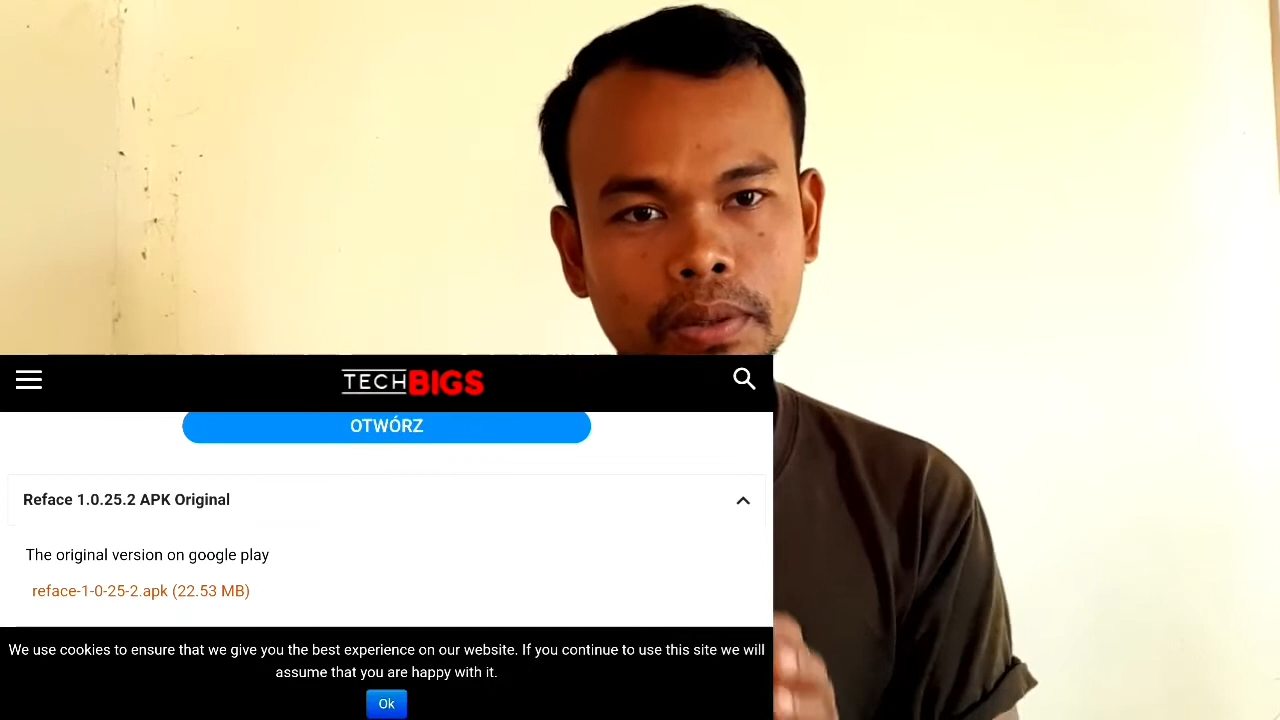 TECHBIGS
OTWÓRZ
Reface 1.0.25.2 APK Original
The original version on google play
reface-1-0-25-2.apk (22.53 MB)
We use cookies to ensure that we give you the best experience on our website. If you continue to use this site we will
assume that you are happy with it.
Ok